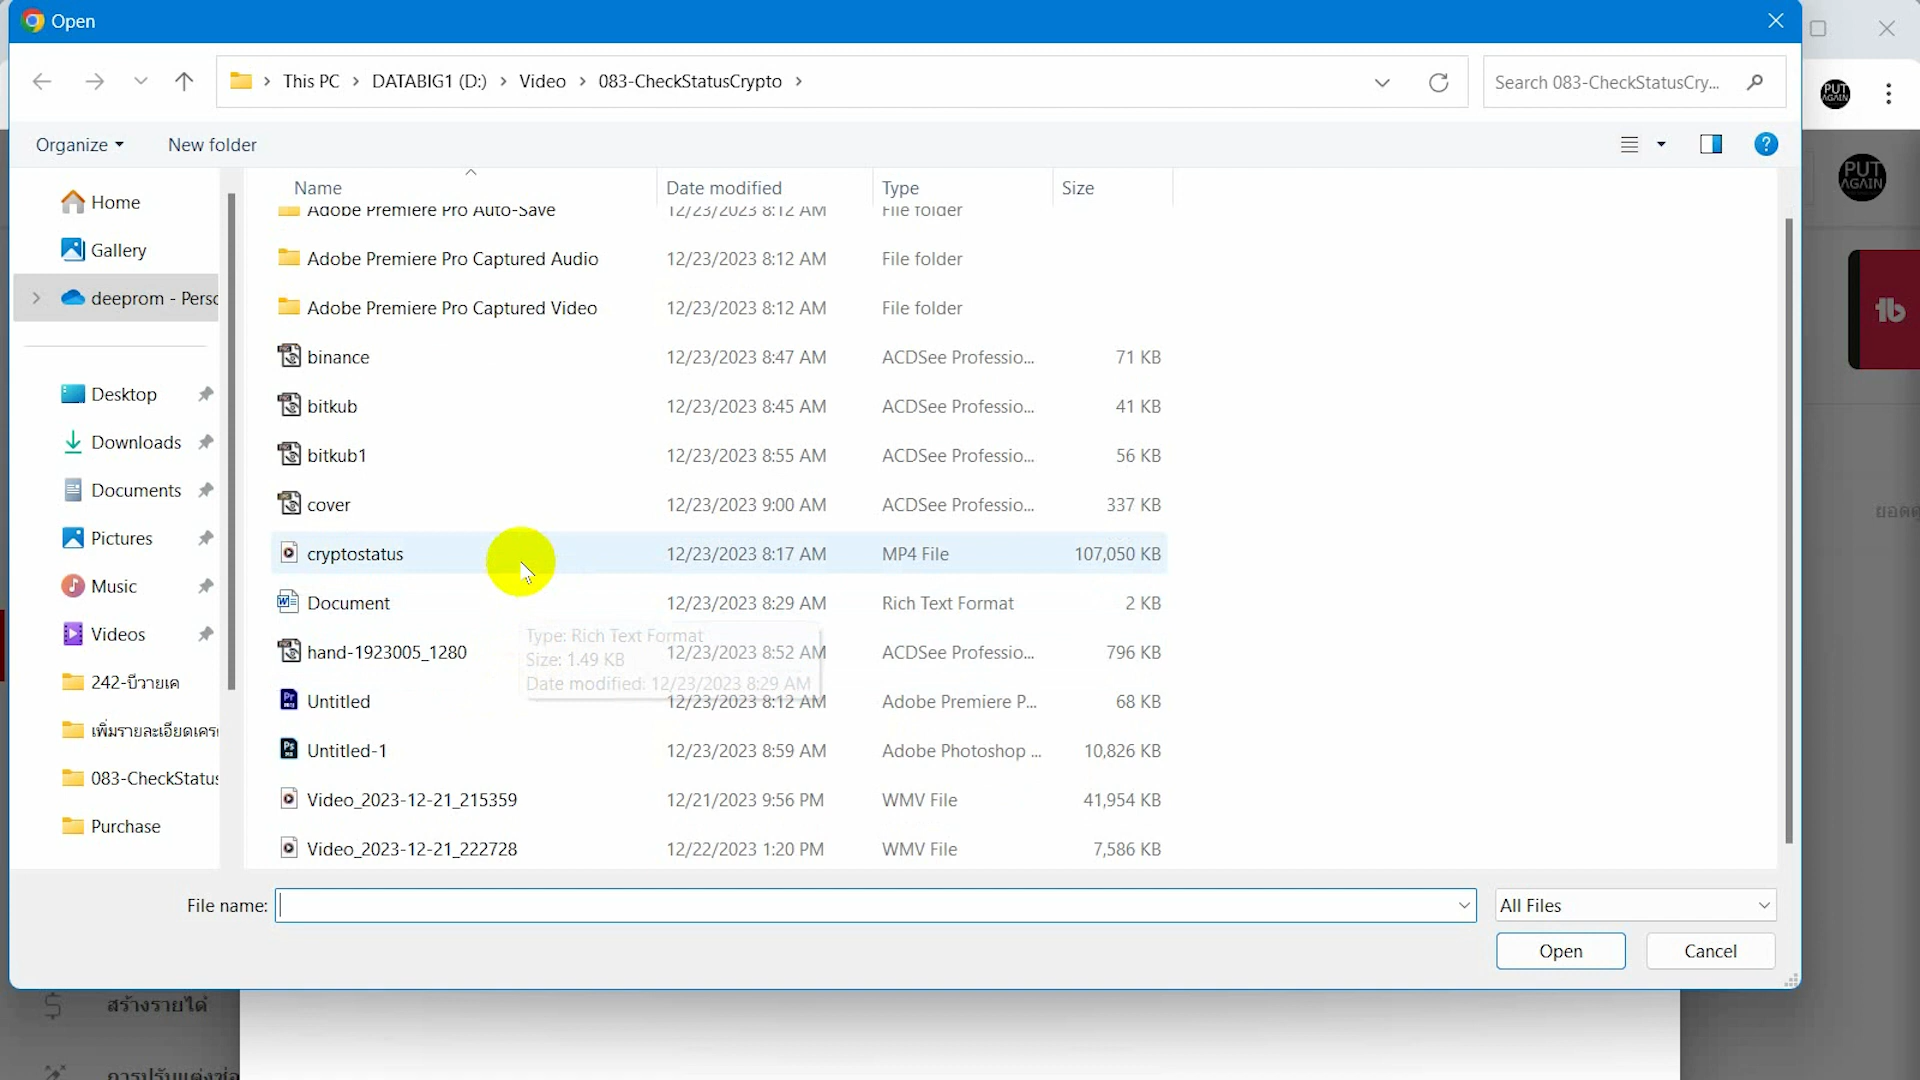 Open
This PC > DATABIG1 (D:) > Video > 083-CheckStatusCrypto >
Search 083-CheckStatusCry...
PUT AGAIN
Organize
New folder
?
PUT AGAIN
Name Date modified Type Size
Adobe Premiere Pro Auto-Save 12/23/2023 8:12 AM File folder
Adobe Premiere Pro Captured Audio 12/23/2023 8:12 AM File folder
Adobe Premiere Pro Captured Video 12/23/2023 8:12 AM File folder
binance 12/23/2023 8:47 AM ACDSee Professio... 71 KB
bitkub 12/23/2023 8:45 AM ACDSee Professio... 41 KB
bitkub1 12/23/2023 8:55 AM ACDSee Professio... 56 KB
cover 12/23/2023 9:00 AM ACDSee Professio... 337 KB
cryptostatus 12/23/2023 8:17 AM MP4 File 107,050 KB
Document 12/23/2023 8:29 AM Rich Text Format 2 KB
hand-1923005_1280 12/23/2023 8:52 AM ACDSee Professio... 796 KB
Untitled 12/23/2023 8:12 AM Adobe Premiere P... 68 KB
Untitled-1 12/23/2023 8:59 AM Adobe Photoshop ... 10,826 KB
Video_2023-12-21_215359 12/21/2023 9:56 PM WMV File 41,954 KB
Video_2023-12-21_222728 12/22/2023 1:20 PM WMV File 7,586 KB
Type: Rich Text Format
Size: 1.49 KB
Date modified: 12/23/2023 8:29 AM
Home
Gallery
deeprom - Perso
Desktop
Downloads
Documents
Pictures
Music
Videos
242-บีวายเค
เพิ่มรายละเอียดเคร
083-CheckStatus
Purchase
tb
ยอดดู
File name:
All Files
Open
Cancel
สร้างรายได้
การปรับแต่งช่อ